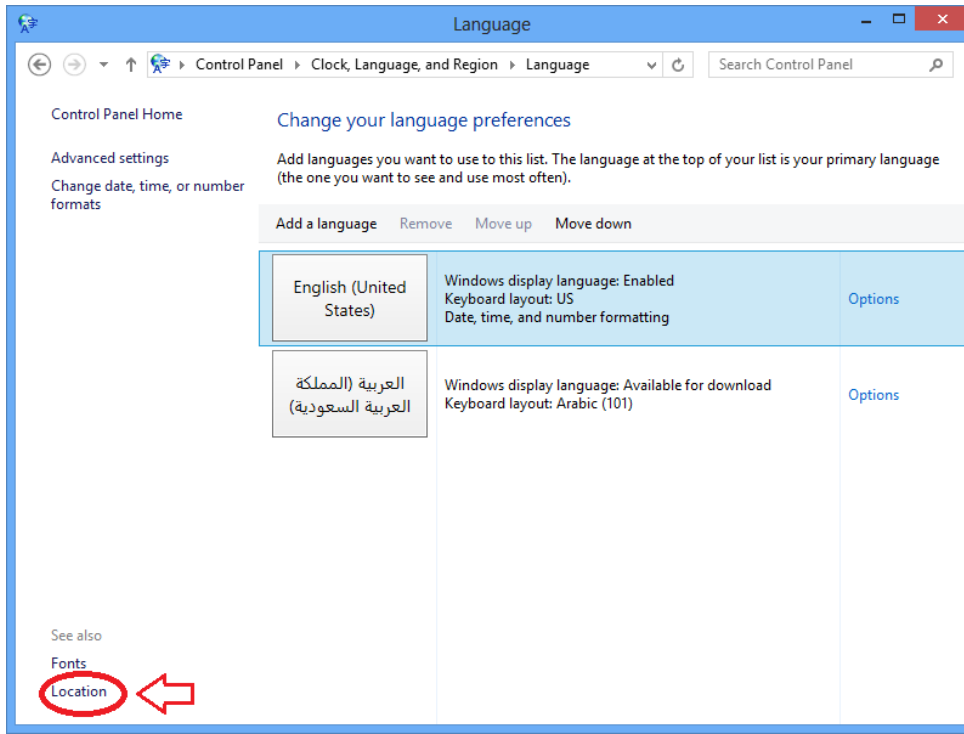 Language
Control Panel Clock, Language, and Region Language
Search Control Panel
Control Panel Home
Advanced settings
Change date, time, or number
formats
See also
Fonts
Location
Change your language preferences
Add languages you want to use to this list. The language at the top of your list is your primary language
(the one you want to see and use most often).
Add a language Remove Move up Move down
English (United
States)
Windows display language: Enabled
Keyboard layout: US
Date, time, and number formatting
Options
العربية (المملكة
العربية السعودية)
Windows display language: Available for download
Keyboard layout: Arabic (101)
Options